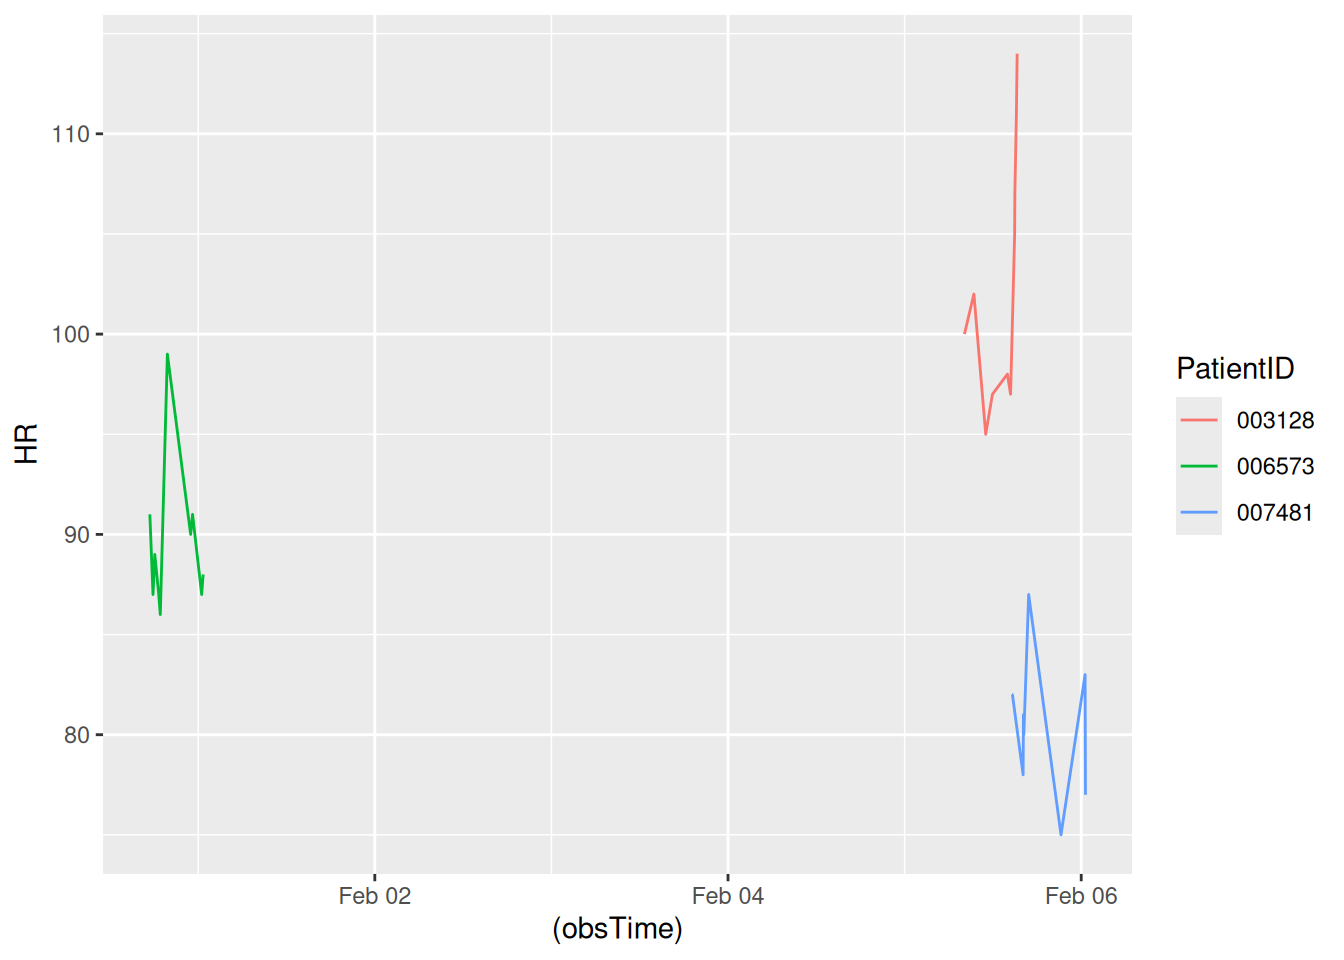 110
100
90
80
HR
Feb 02
Feb 04
Feb 06
(obsTime)
PatientID
003128
006573
007481